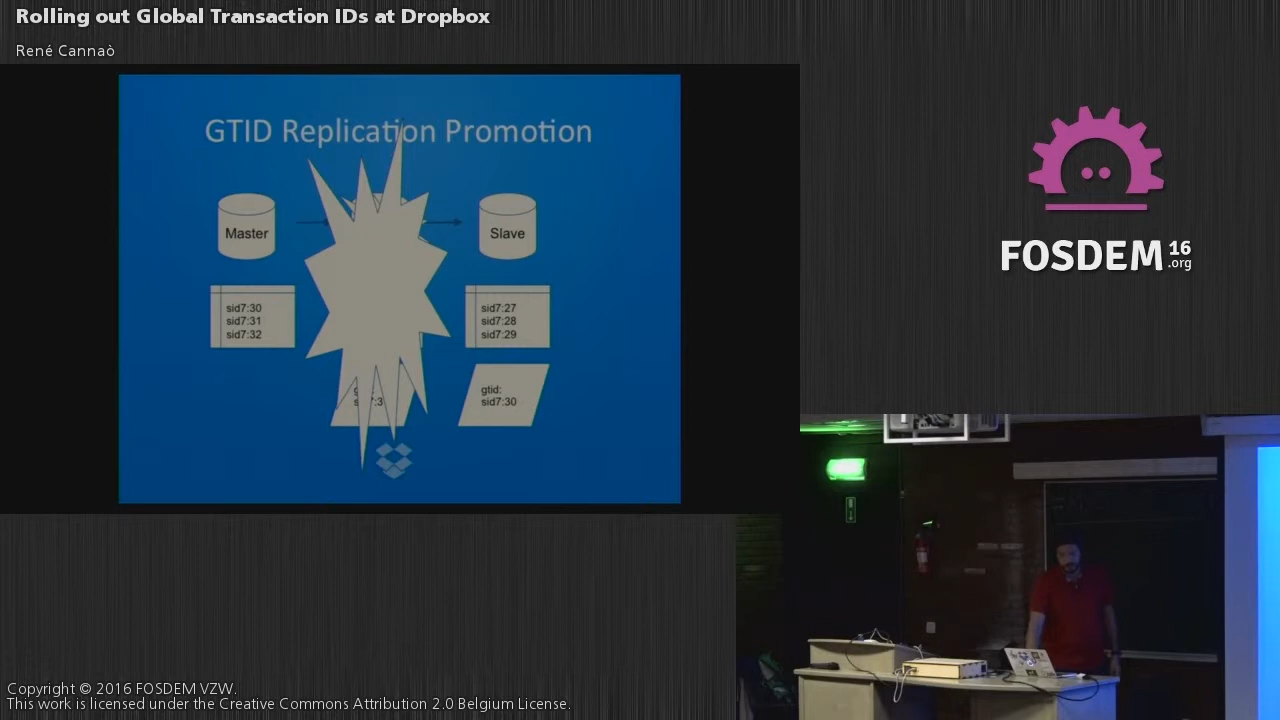 Rolling out Global Transaction IDs at Dropbox
René Cannaò
GTID Replication Promotion
Master
Slave
sid7:30
sid7:31
sid7:32
sid7:27
sid7:28
sid7:29
gtid:
sid7:30
FOSDEM 16
.org
Copyright © 2016 FOSDEM VZW.
This work is licensed under the Creative Commons Attribution 2.0 Belgium License.